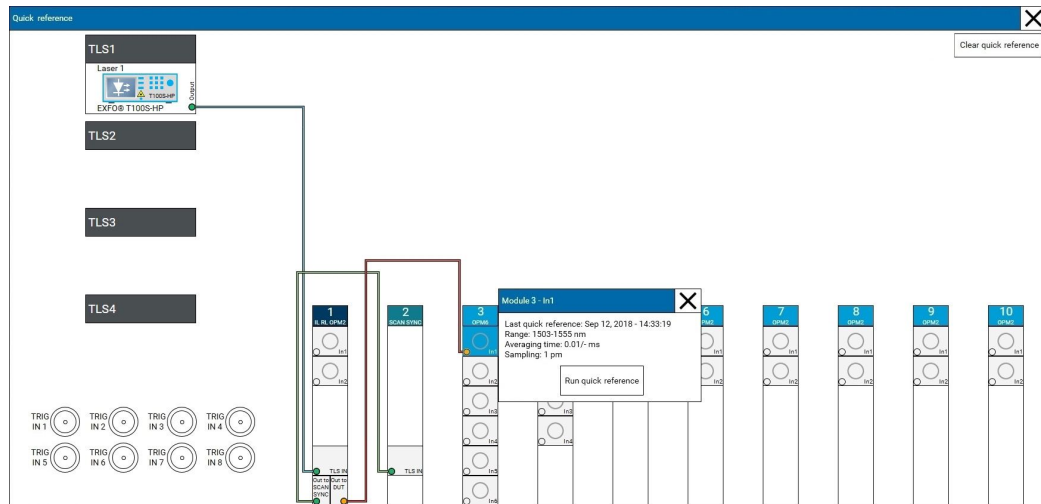 Quick reference
Clear quick reference
TLS1
Laser 1
T100S-HP
Output
EXFO® T100S-HP
TLS2
TLS3
TLS4
Module 3 - In1
Last quick reference: Sep 12, 2018 - 14:33:19
Range: 1503-1555 nm
Averaging time: 0.01/- ms
Sampling: 1 pm
Run quick reference
1
IL RL OPM2
In1
In2
TLS IN
Out to SCAN SYNC
Out to DUT
2
SCAN SYNC
TLS IN
3
OPM6
In1
In2
In3
In4
In5
In6
In3
In4
6
PM2
In1
In2
7
OPM2
In1
In2
8
OPM2
In1
In2
9
OPM2
In1
In2
10
OPM2
In1
In2
TRIG IN 1
TRIG IN 2
TRIG IN 3
TRIG IN 4
TRIG IN 5
TRIG IN 6
TRIG IN 7
TRIG IN 8